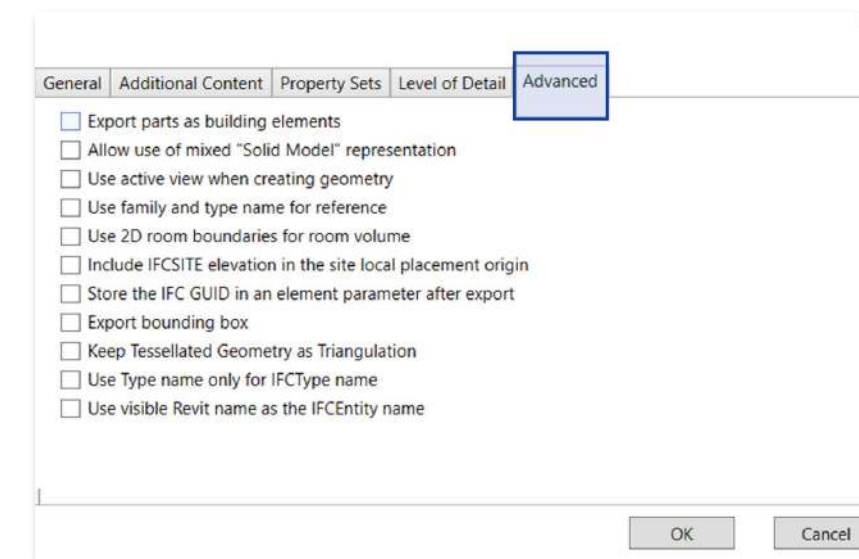 General Additional Content Property Sets Level of Detail Advanced
Export parts as building elements
Allow use of mixed "Solid Model" representation
Use active view when creating geometry
Use family and type name for reference
Use 2D room boundaries for room volume
Include IFCSITE elevation in the site local placement origin
Store the IFC GUID in an element parameter after export
Export bounding box
Keep Tessellated Geometry as Triangulation
Use Type name only for IFCType name
Use visible Revit name as the IFCEntity name
OK Cancel